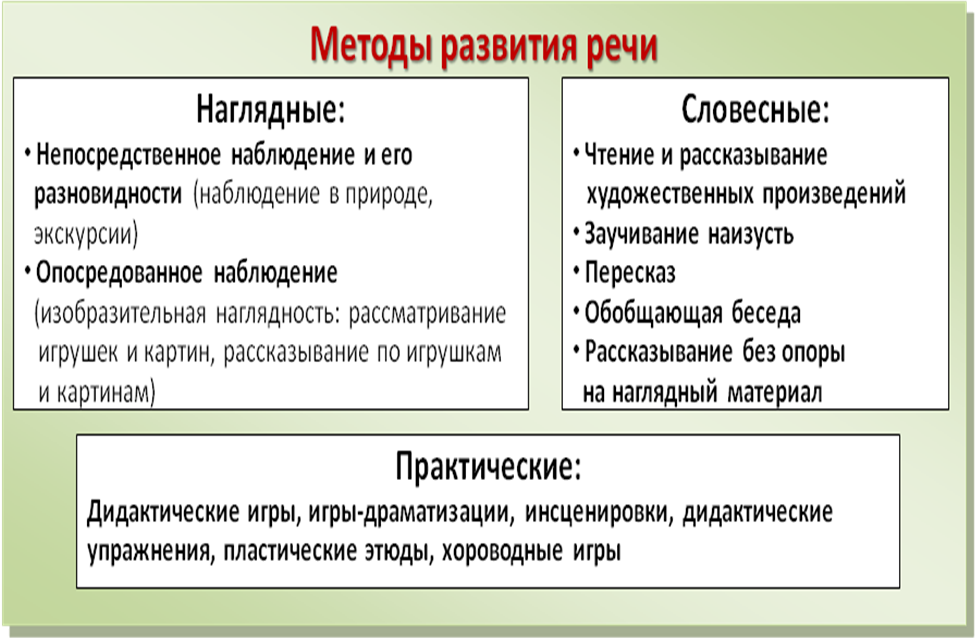 Методы развития речи
Наглядные:
• Непосредственное наблюдение и его
разновидности (наблюдение в природе,
экскурсии)
• Опосредованное наблюдение
(изобразительная наглядность: рассматривание
игрушек и картин, рассказывание по игрушкам
и картинам)
Словесные:
• Чтение и рассказывание
художественных произведений
• Заучивание наизусть
• Пересказ
• Обобщающая беседа
• Рассказывание без опоры
на наглядный материал
Практические:
Дидактические игры, игры-драматизации, инсценировки, дидактические
упражнения, пластические этюды, хороводные игры